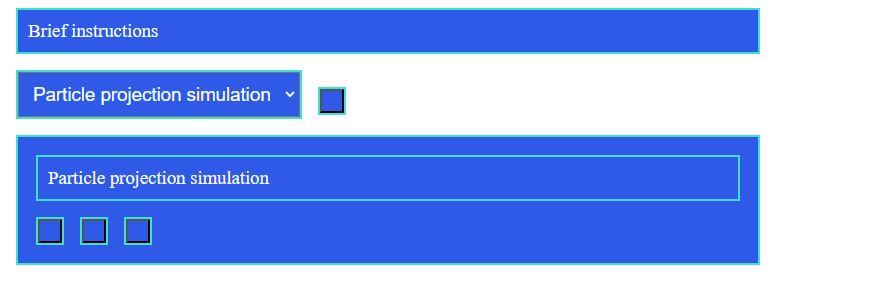 Brief instructions
Particle projection simulation
Particle projection simulation